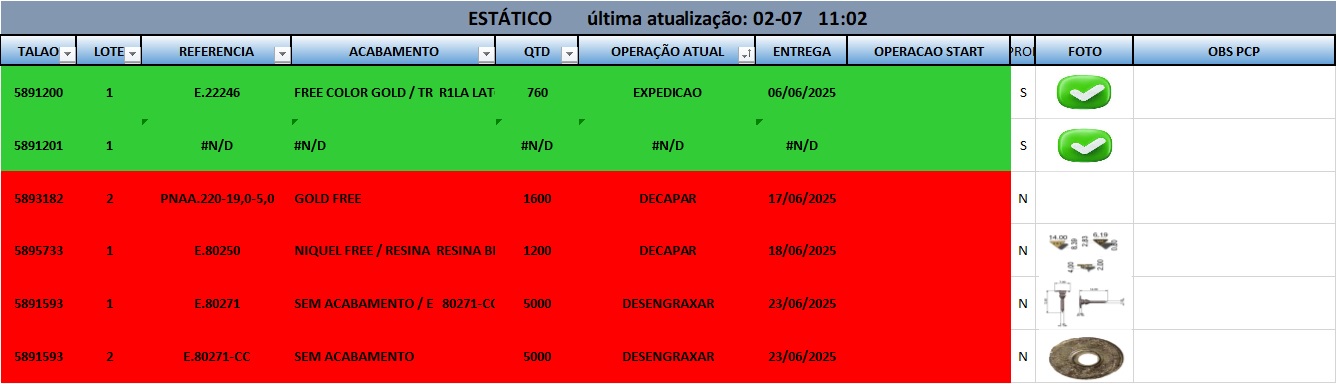 ESTÁTICO última atualização: 02-07 11:02
TALAO LOTE REFERENCIA ACABAMENTO QTD OPERAÇÃO ATUAL ENTREGA OPERACAO START PRO FOTO OBS PCP
5891200 1 E.22246 FREE COLOR GOLD / TR R1LA LAT 760 EXPEDICAO 06/06/2025 S
5891201 1 #N/D #N/D #N/D #N/D #N/D S
5893182 2 PNAA.220-19,0-5,0 GOLD FREE 1600 DECAPAR 17/06/2025 N
5895733 1 E.80250 NIQUEL FREE / RESINA RESINA BI 1200 DECAPAR 18/06/2025 N
14.00 8.39 2.83 6.19 4.00 2.00
5891593 1 E.80271 SEM ACABAMENTO / E 80271-CC 5000 DESENGRAXAR 23/06/2025 N
5891593 2 E.80271-CC SEM ACABAMENTO 5000 DESENGRAXAR 23/06/2025 N